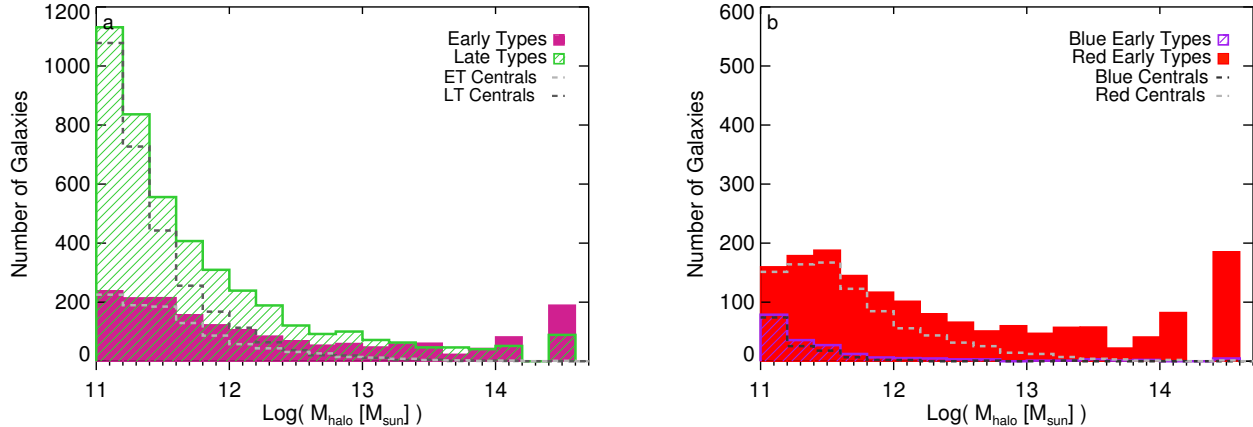 a
Early Types
Late Types
ET Centrals
LT Centrals
1200
1000
800
600
400
200
0
Number of Galaxies
11 12 13 14
Log( M_halo [M_sun] )
b
Blue Early Types
Red Early Types
Blue Centrals
Red Centrals
600
500
400
300
200
100
0
Number of Galaxies
11 12 13 14
Log( M_halo [M_sun] )